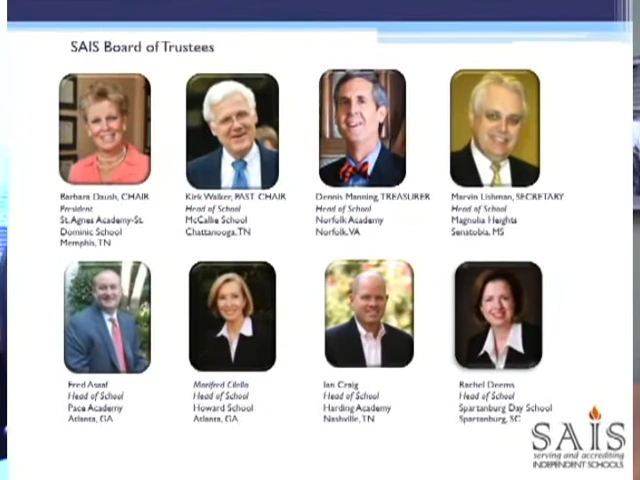 SAIS Board of Trustees
Barbara Daush, CHAIR
President
St. Agnes Academy-St.
Dominic School
Memphis, TN
Kirk Walker, PAST CHAIR
Head of School
McCallie School
Chattanooga, TN
Dennis Manning, TREASURER
Head of School
Norfolk Academy
Norfolk, VA
Marvin Lishman, SECRETARY
Head of School
Magnolia Heights
Senatobia, MS
Fred Assaf
Head of School
Pace Academy
Atlanta, GA
Cilella
Head of School
Howard School
Atlanta, GA
Ian Craig
Head of School
Harding Academy
Nashville, TN
Rachel Deems
Head of School
Spartanburg Day School
Spartanburg, SC
SAIS
serving and accrediting
INDEPENDENT SCHOOLS